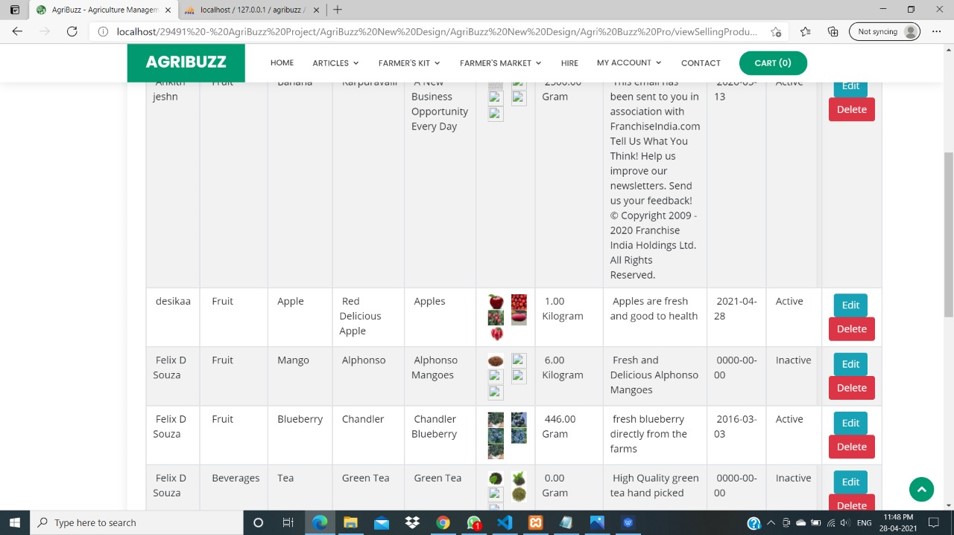 AgriBuzz - Agriculture Managem
localhost / 127.0.0.1 / agribuzz /
localhost/29491%20-%20AgriBuzz%20Project/AgriBuzz%20New%20Design/AgriBuzz%20New%20Design/Agri%20Buzz%20Pro/viewSellingProdu...
Not syncing
AGRIBUZZ HOME ARTICLES FARMER'S KIT FARMER'S MARKET HIRE MY ACCOUNT CONTACT CART (0)
Ankith Fruit Banana Karpuravalli A New 2500.00 This email has 2020-05- Active Edit
jeshn Business Gram been sent to you in 13 Delete
Opportunity association with
Every Day FranchiseIndia.com
Tell Us What You
Think! Help us
improve our
newsletters. Send
us your feedback!
© Copyright 2009 -
2020 Franchise
India Holdings Ltd.
All Rights
Reserved.
desikaa Fruit Apple Red Apples 1.00 Apples are fresh 2021-04- Active Edit
Delicious Kilogram and good to health 28 Delete
Apple
Felix D Fruit Mango Alphonso Alphonso 6.00 Fresh and 0000-00- Inactive Edit
Souza Mangoes Kilogram Delicious Alphonso 00 Delete
Mangoes
Felix D Fruit Blueberry Chandler Chandler 446.00 fresh blueberry 2016-03- Active Edit
Souza Blueberry Gram directly from the 03 Delete
farms
Felix D Beverages Tea Green Tea Green Tea 0.00 High Quality green 0000-00- Inactive Edit
Souza Gram tea hand picked 00 Delete
Type here to search
ENG
11:48 PM
28-04-2021